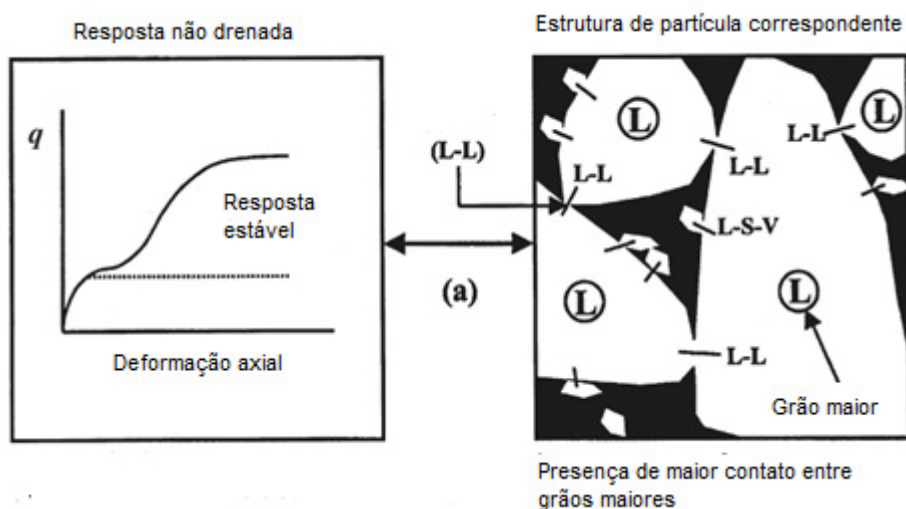 Resposta não drenada
q
Resposta
estável
Deformação axial
(a)
Estrutura de partícula correspondente
(L-L)
L
L
L-L
L-L
L-L
L-S-V
L
L
L-L
Grão maior
Presença de maior contato entre
grãos maiores